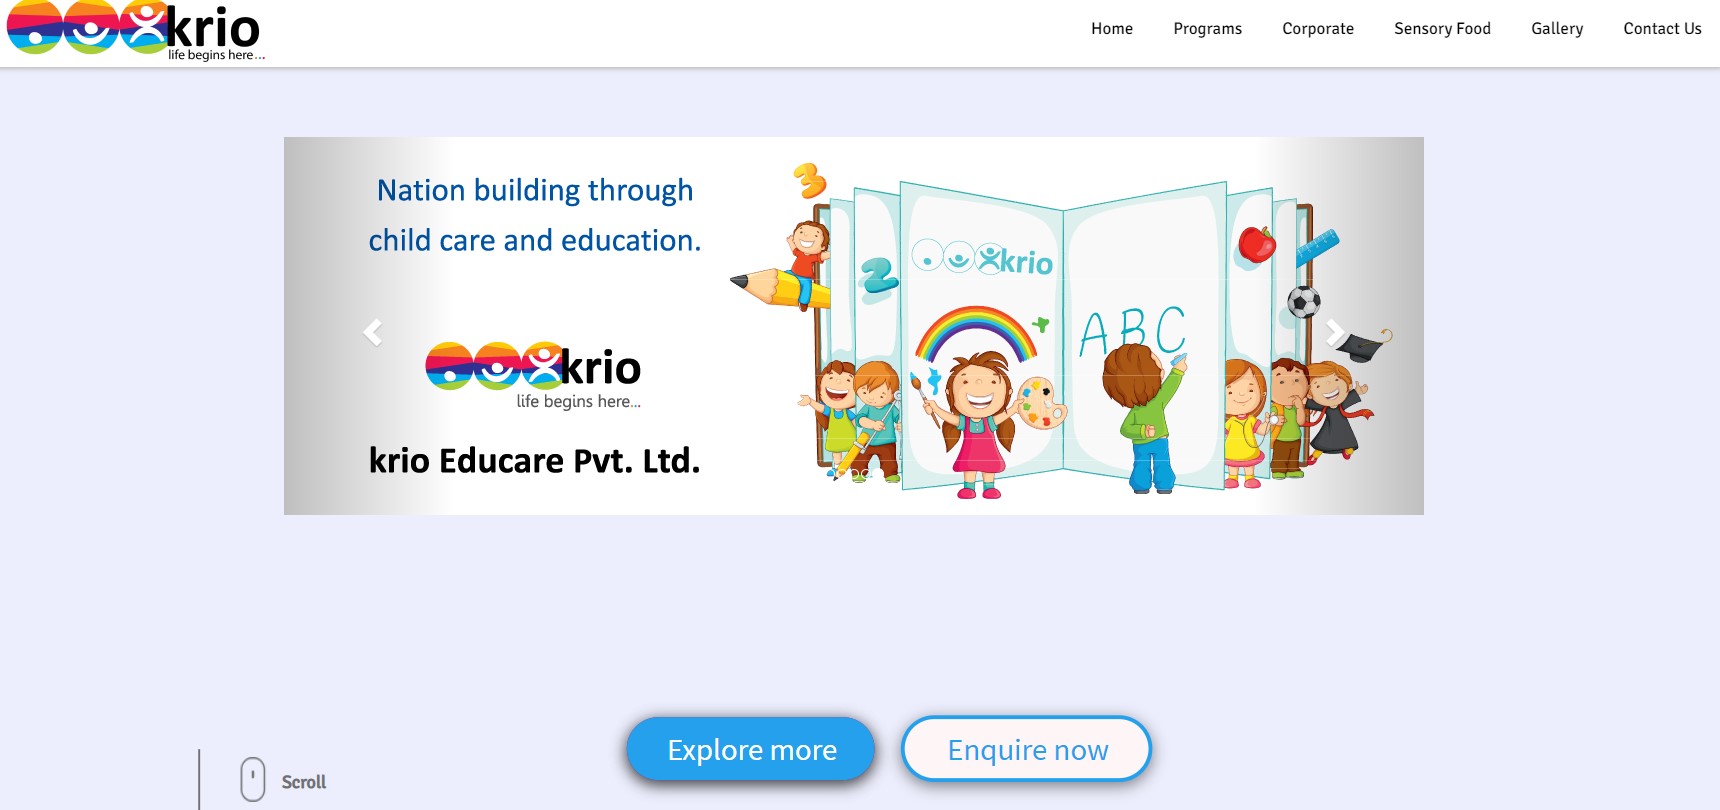 krio
life begins here...
Home Programs Corporate Sensory Food Gallery Contact Us
Nation building through
child care and education.
krio
life begins here...
krio Educare Pvt. Ltd.
3
2
krio
A B C
Explore more Enquire now
Scroll